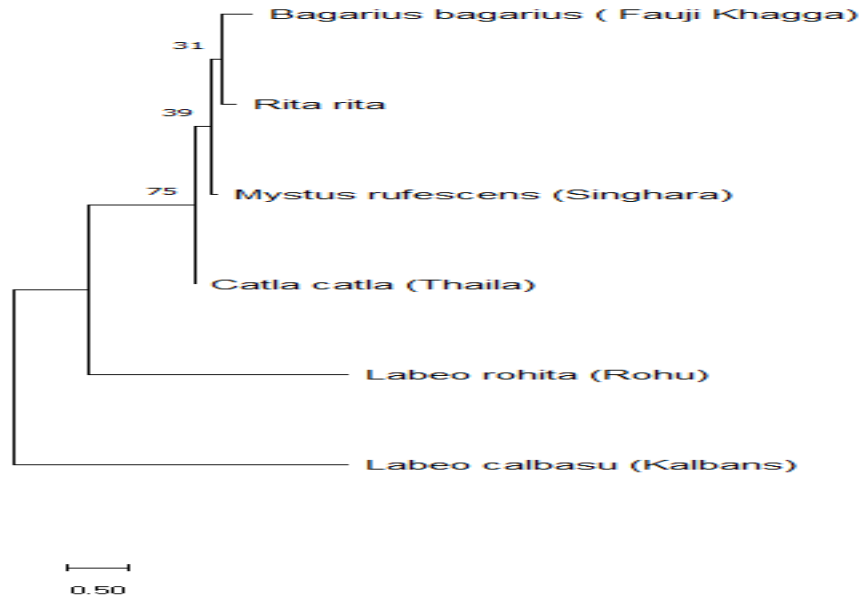 Bagarius bagarius ( Fauji Khagga)
31
Rita rita
39
75
Mystus rufescens (Singhara)
Catla catla (Thaila)
Labeo rohita (Rohu)
Labeo calbasu (Kalbans)
0.50